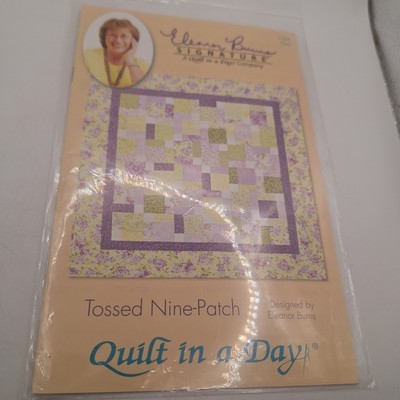 Eleanor Burns
SIGNATURE
A Quilt in a Day® Company
Tossed Nine-Patch
Designed by
Eleanor Burns
Quilt in a Day®